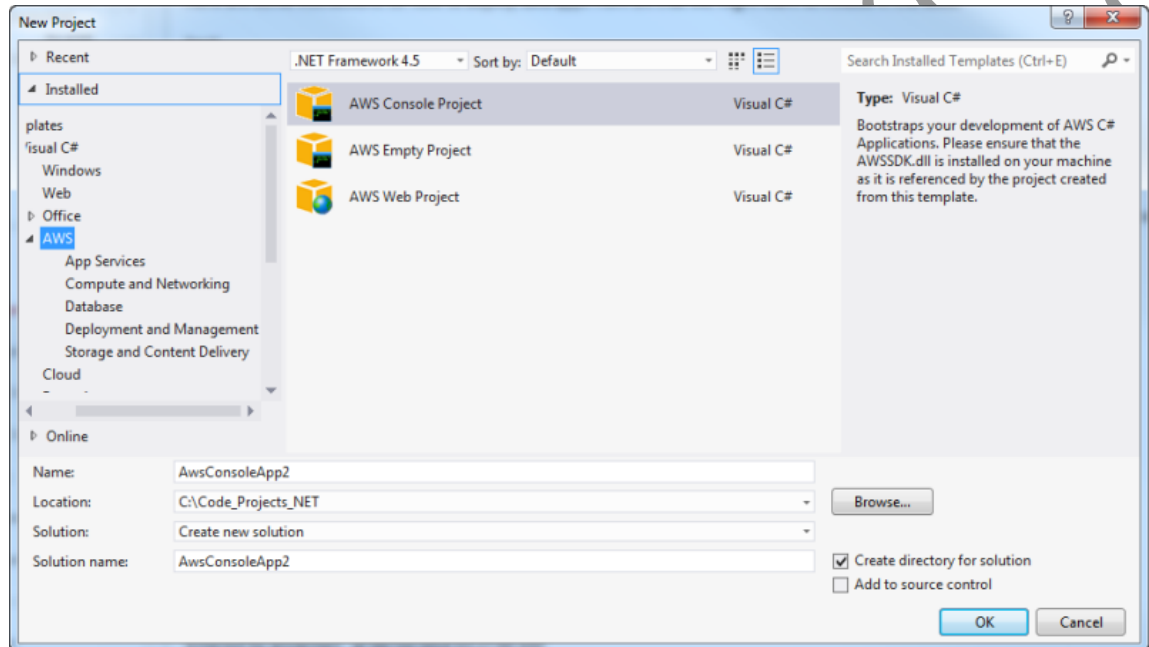 New Project
Recent
Installed
plates
isual C#
Windows
Web
Office
AWS
App Services
Compute and Networking
Database
Deployment and Management
Storage and Content Delivery
Cloud
Online
.NET Framework 4.5
Sort by: Default
AWS Console Project Visual C#
AWS Empty Project Visual C#
AWS Web Project Visual C#
Search Installed Templates (Ctrl+E)
Type: Visual C#
Bootstraps your development of AWS C#
Applications. Please ensure that the
AWSSDK.dll is installed on your machine
as it is referenced by the project created
from this template.
Name: AwsConsoleApp2
Location: C:\Code_Projects_NET
Browse...
Solution: Create new solution
Solution name: AwsConsoleApp2
Create directory for solution
Add to source control
OK
Cancel